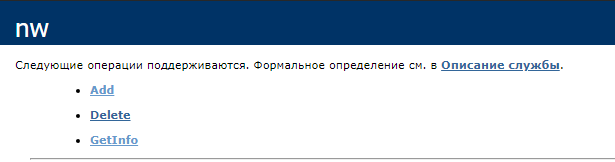 nw
Следующие операции поддерживаются. Формальное определение см. в Описание службы.
Add
Delete
GetInfo